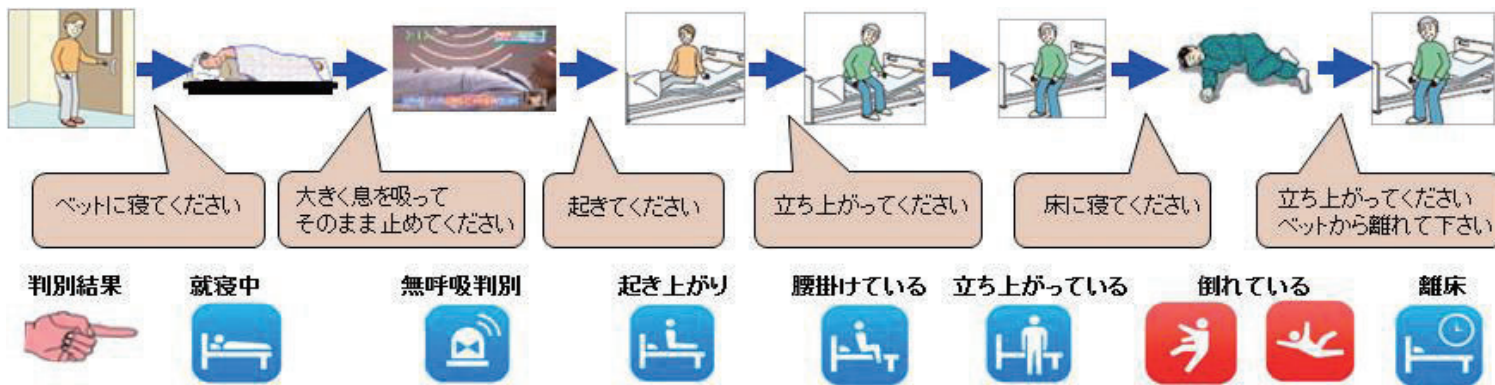 ベットに寝てください
大きく息を吸って
そのまま止めてください
起きてください
立ち上がってください
床に寝てください
立ち上がってください
ベットから離れて下さい
判別結果
就寝中
無呼吸判別
起き上がり
腰掛けている
立ち上がっている
倒れている
離床